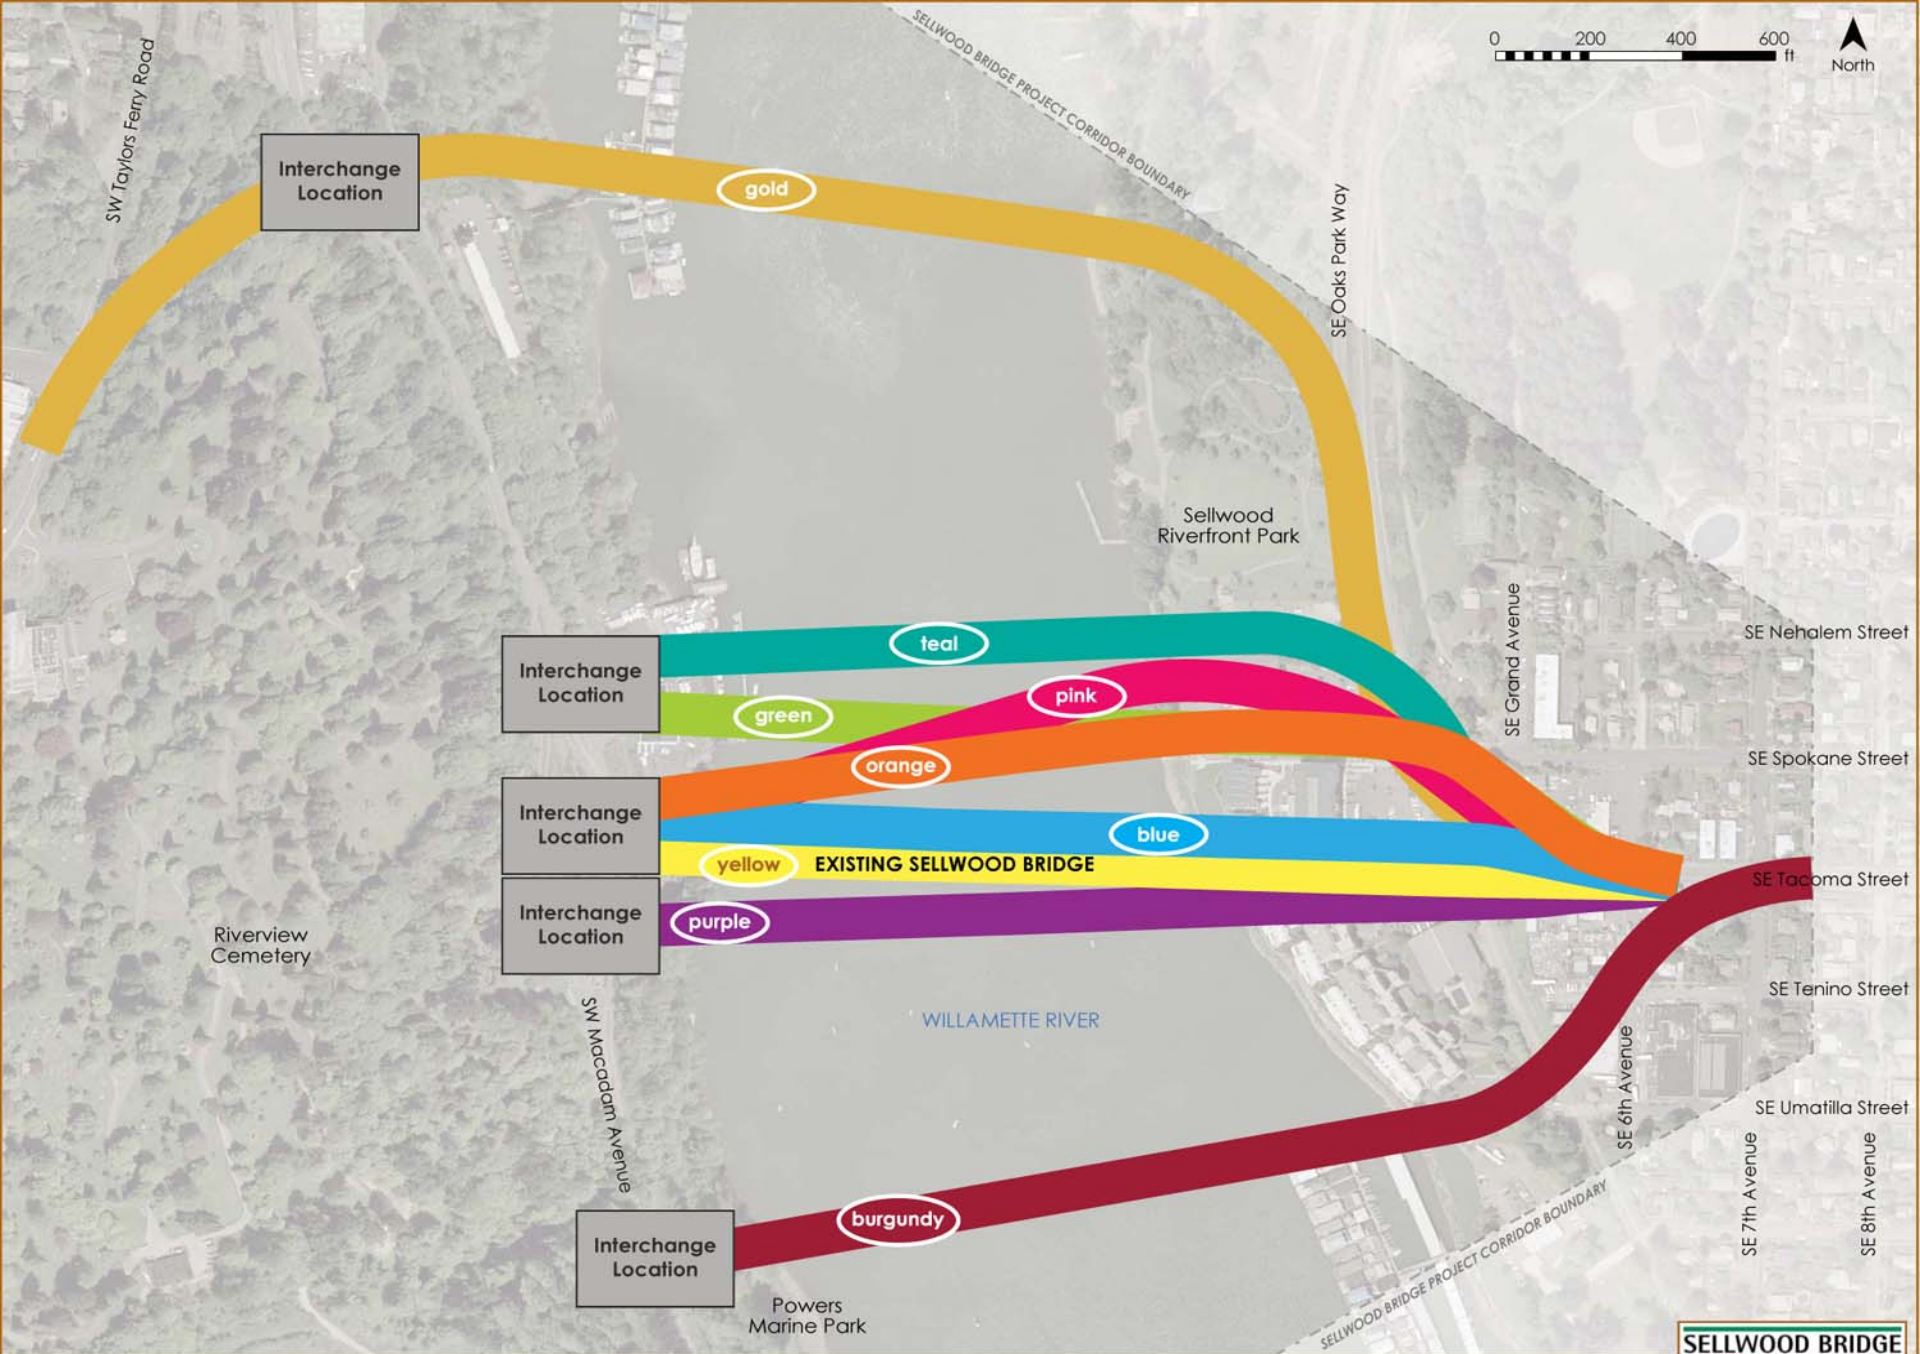 SELLWOOD BRIDGE PROJECT CORRIDOR BOUNDARY
0 200 400 600
ft
North
SW Taylors Ferry Road
Interchange
Location
gold
SE Oaks Park Way
Sellwood
Riverfront Park
SE Grand Avenue
SE Nehalem Street
teal
Interchange
Location
pink
green
SE Spokane Street
orange
Interchange
Location
blue
yellow
EXISTING SELLWOOD BRIDGE
SE Tacoma Street
Interchange
Location
purple
Riverview
Cemetery
SE Tenino Street
WILLAMETTE RIVER
SW Macadam Avenue
SE 6th Avenue
SE Umatilla Street
SE 7th Avenue
SE 8th Avenue
burgundy
Interchange
Location
SELLWOOD BRIDGE PROJECT CORRIDOR BOUNDARY
Powers
Marine Park
SELLWOOD BRIDGE